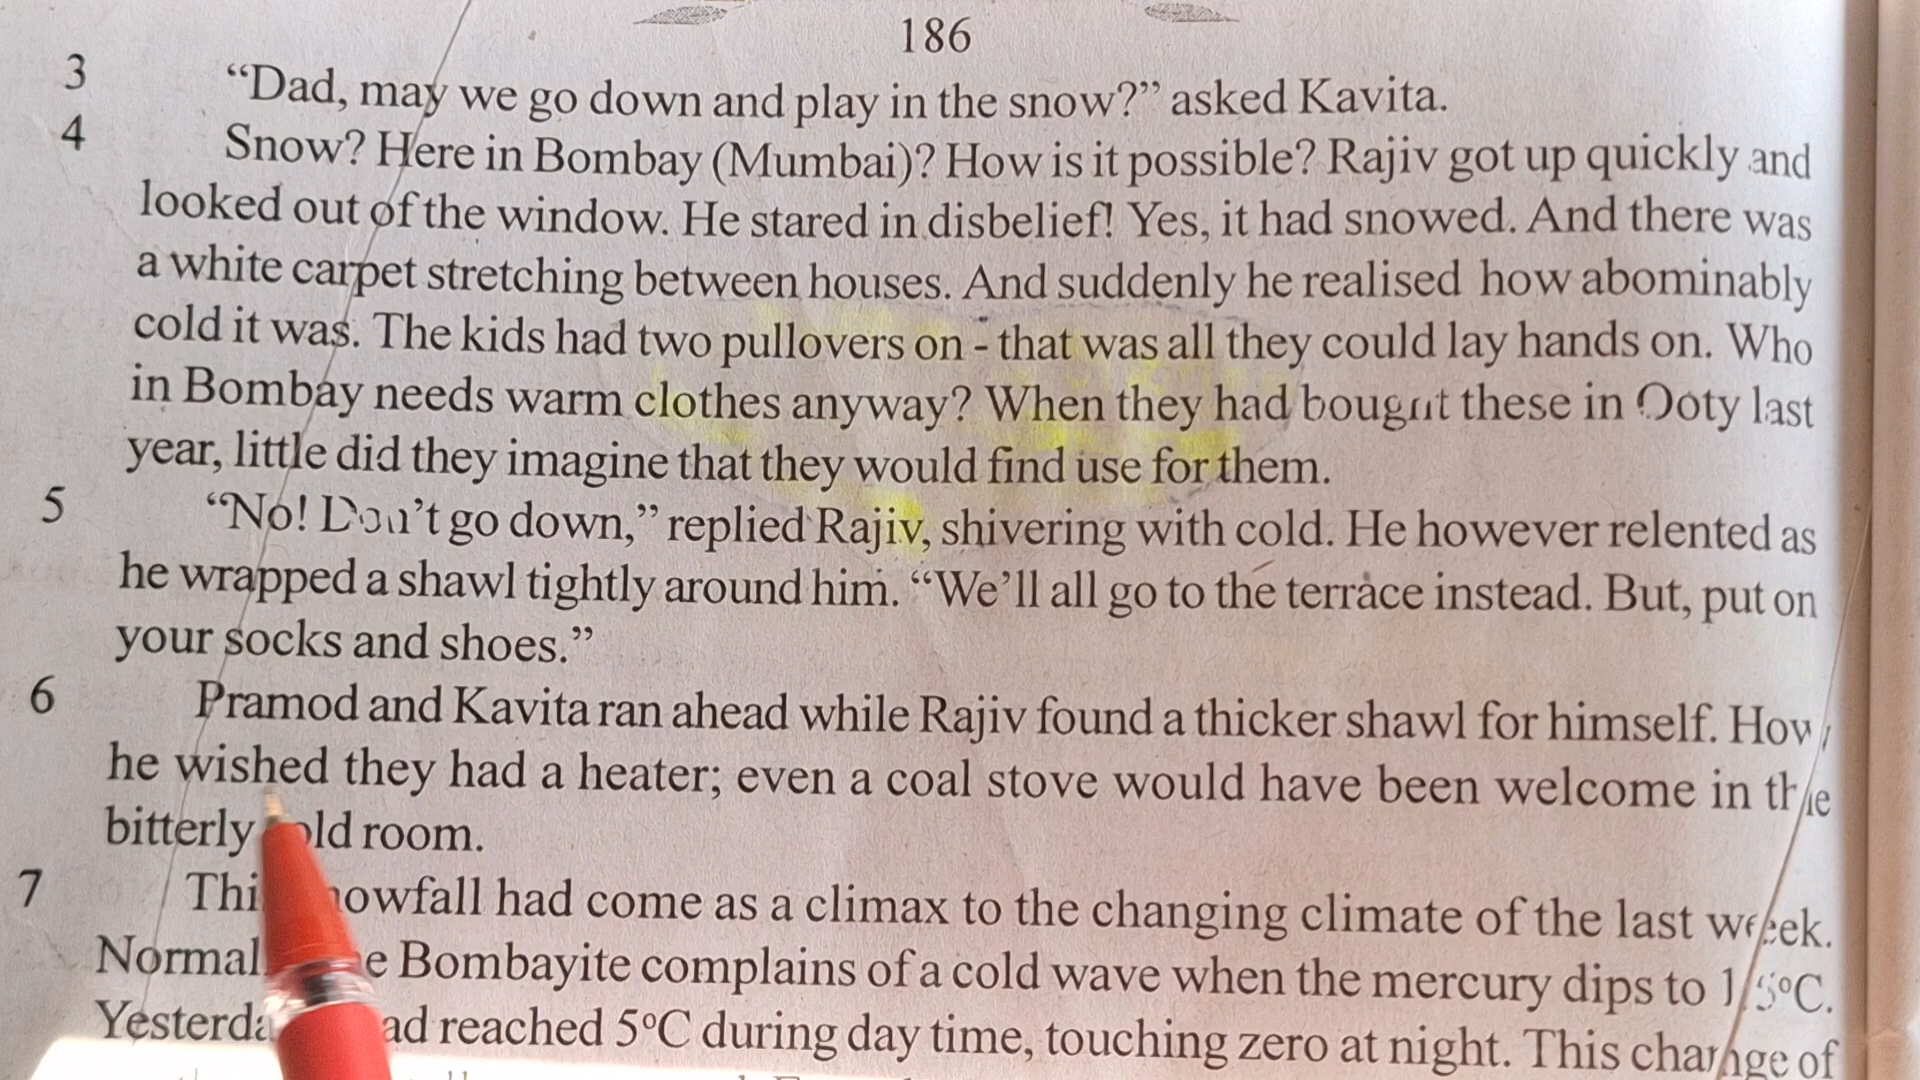 186
3 “Dad, may we go down and play in the snow?” asked Kavita.
4 Snow? Here in Bombay (Mumbai)? How is it possible? Rajiv got up quickly and
looked out of the window. He stared in disbelief! Yes, it had snowed. And there was
a white carpet stretching between houses. And suddenly he realised how abominably
cold it was. The kids had two pullovers on - that was all they could lay hands on. Who
in Bombay needs warm clothes anyway? When they had bought these in Ooty last
year, little did they imagine that they would find use for them.
5 “No! Don’t go down,” replied Rajiv, shivering with cold. He however relented as
he wrapped a shawl tightly around him. “We’ll all go to the terrace instead. But, put on
your socks and shoes.”
6 Pramod and Kavita ran ahead while Rajiv found a thicker shawl for himself. How
he wished they had a heater; even a coal stove would have been welcome in the
bitterly room.
7 had come as a climax to the changing climate of the last week.
Bombayite complains of a cold wave when the mercury dips to 15ºC.
reached 5ºC during day time, touching zero at night. This change of